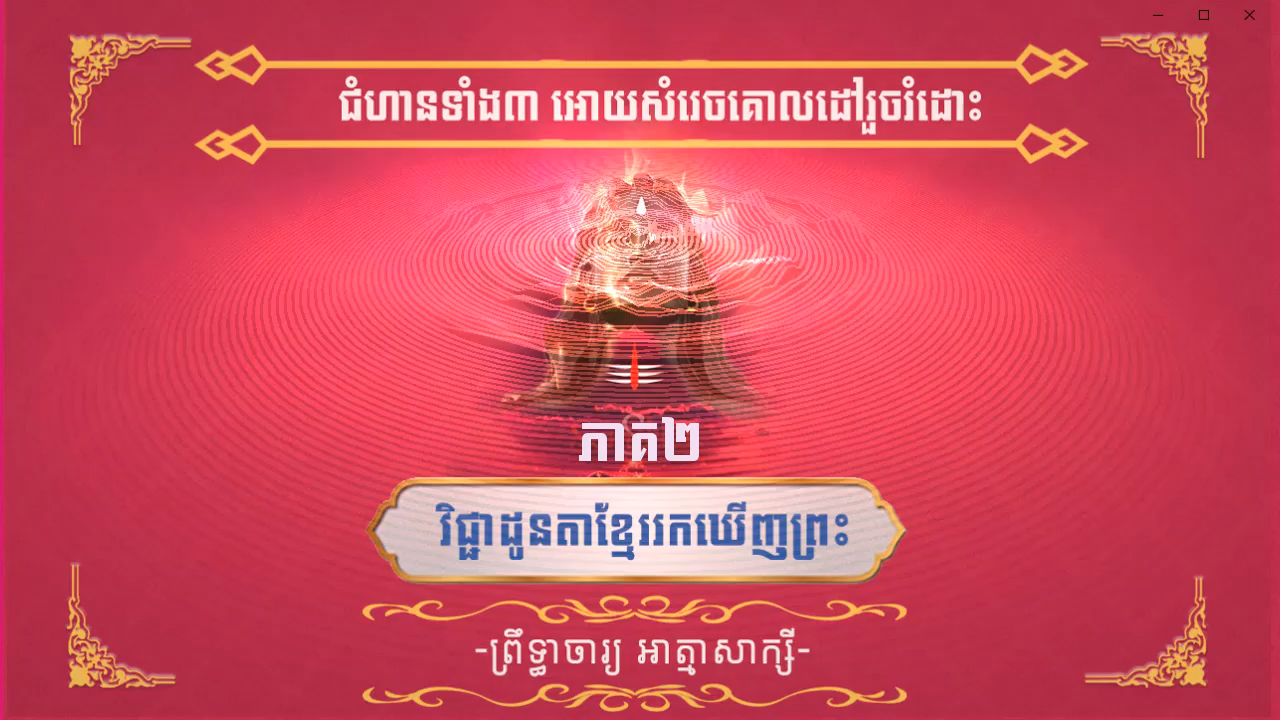 ជំហានទាំង៣ អោយសំរេចគោលដៅរួចរំដោះ
ភាគ២
វិជ្ជាដូនតាខ្មែររកឃើញព្រះ
-ព្រឹទ្ធាចារ្យ អាត្មាសាក្សី-